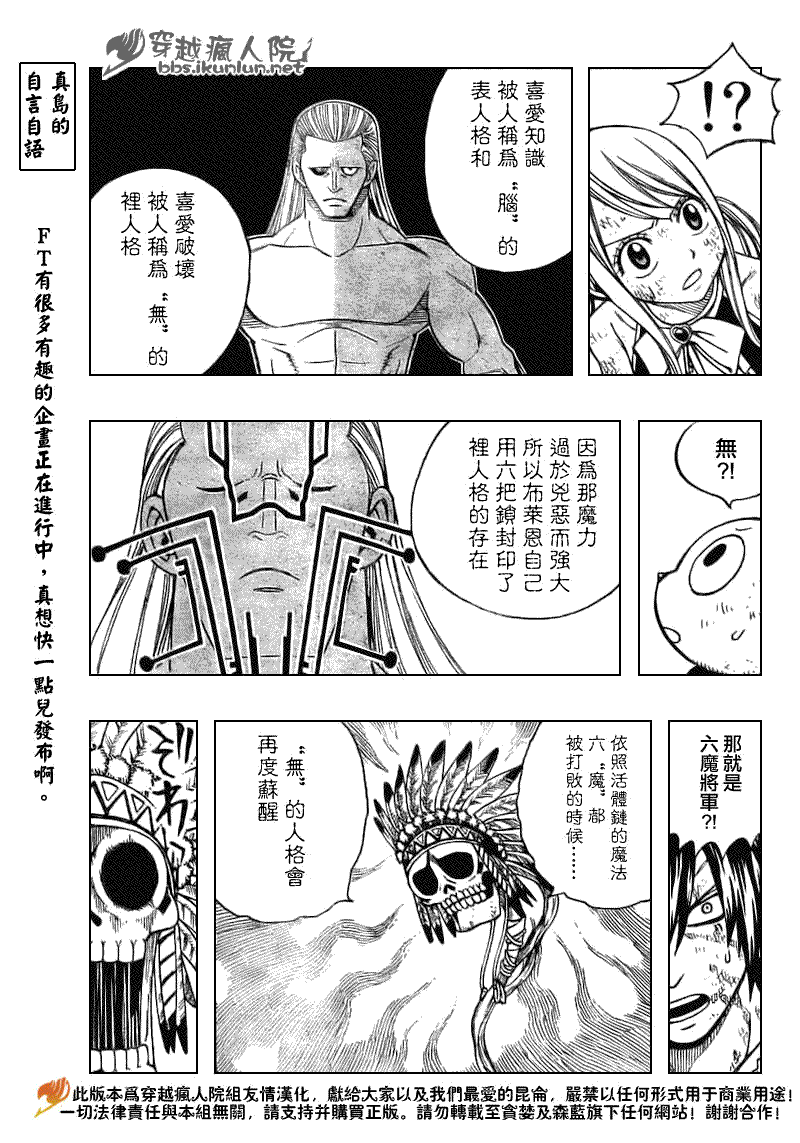 穿越瘋人院
bbs.ikunlun.net
真島的
自言自語
FT有很多有趣的企畫正在進行中，真想快一點兒發布啊。
!?
喜愛知識
被人稱爲“腦”的
表人格和
喜愛破壞
被人稱爲“無”的
裡人格
無
?!
因爲那魔力
過於兇惡而強大
所以布萊恩自己
用六把鎖封印了
裡人格的存在
那就是
六魔將軍?!
依照活體鏈的魔法
六“魔”都
被打敗的時候……
“無”的人格會
再度蘇醒
ぞわっ
此版本爲穿越瘋人院組友情漢化，獻給大家以及我們最愛的昆侖，嚴禁以任何形式用于商業用途！
一切法律責任與本組無關，請支持并購買正版。請勿轉載至貪婪及森藍旗下任何網站！謝謝合作！